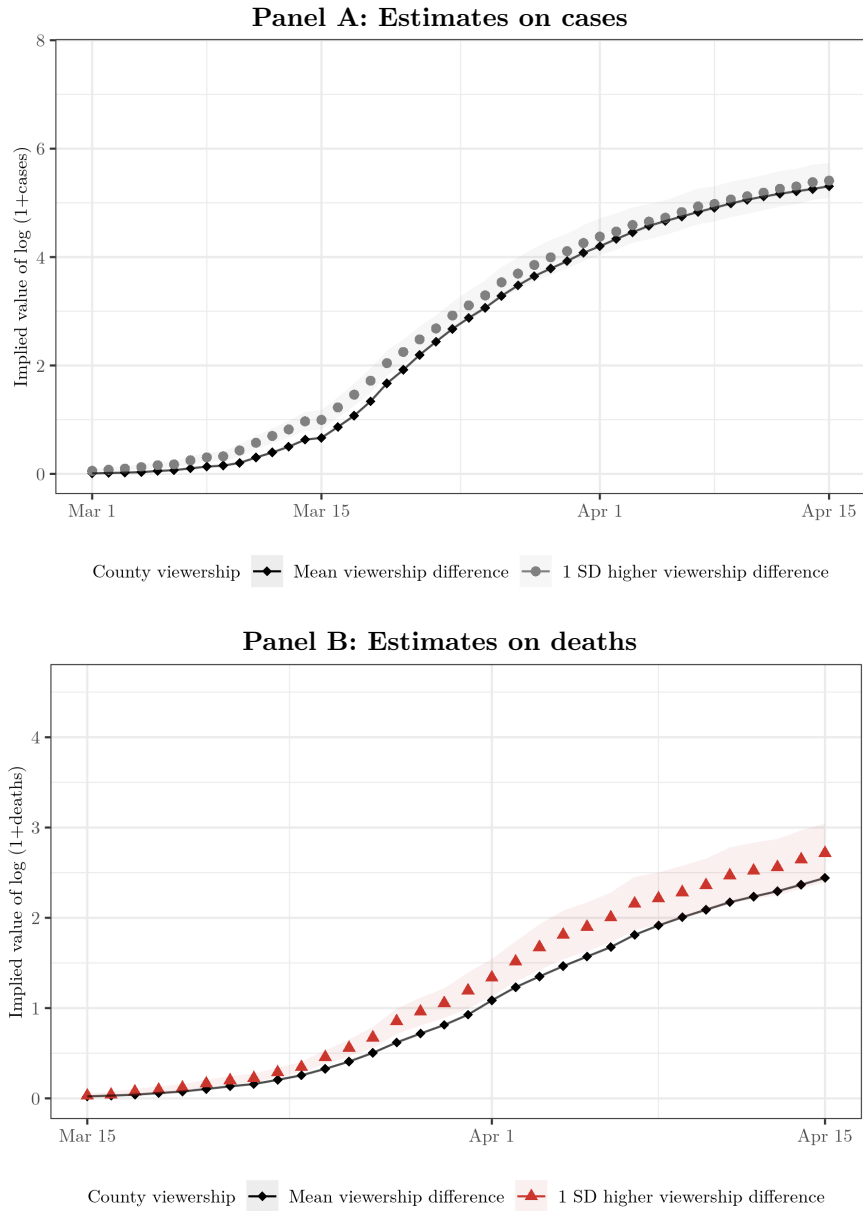 Panel A: Estimates on cases
Implied value of log (1+cases)
8
6
4
2
0
Mar 1 Mar 15 Apr 1 Apr 15
County viewership Mean viewership difference 1 SD higher viewership difference
Panel B: Estimates on deaths
Implied value of log (1+deaths)
4
3
2
1
0
Mar 15 Apr 1 Apr 15
County viewership Mean viewership difference 1 SD higher viewership difference